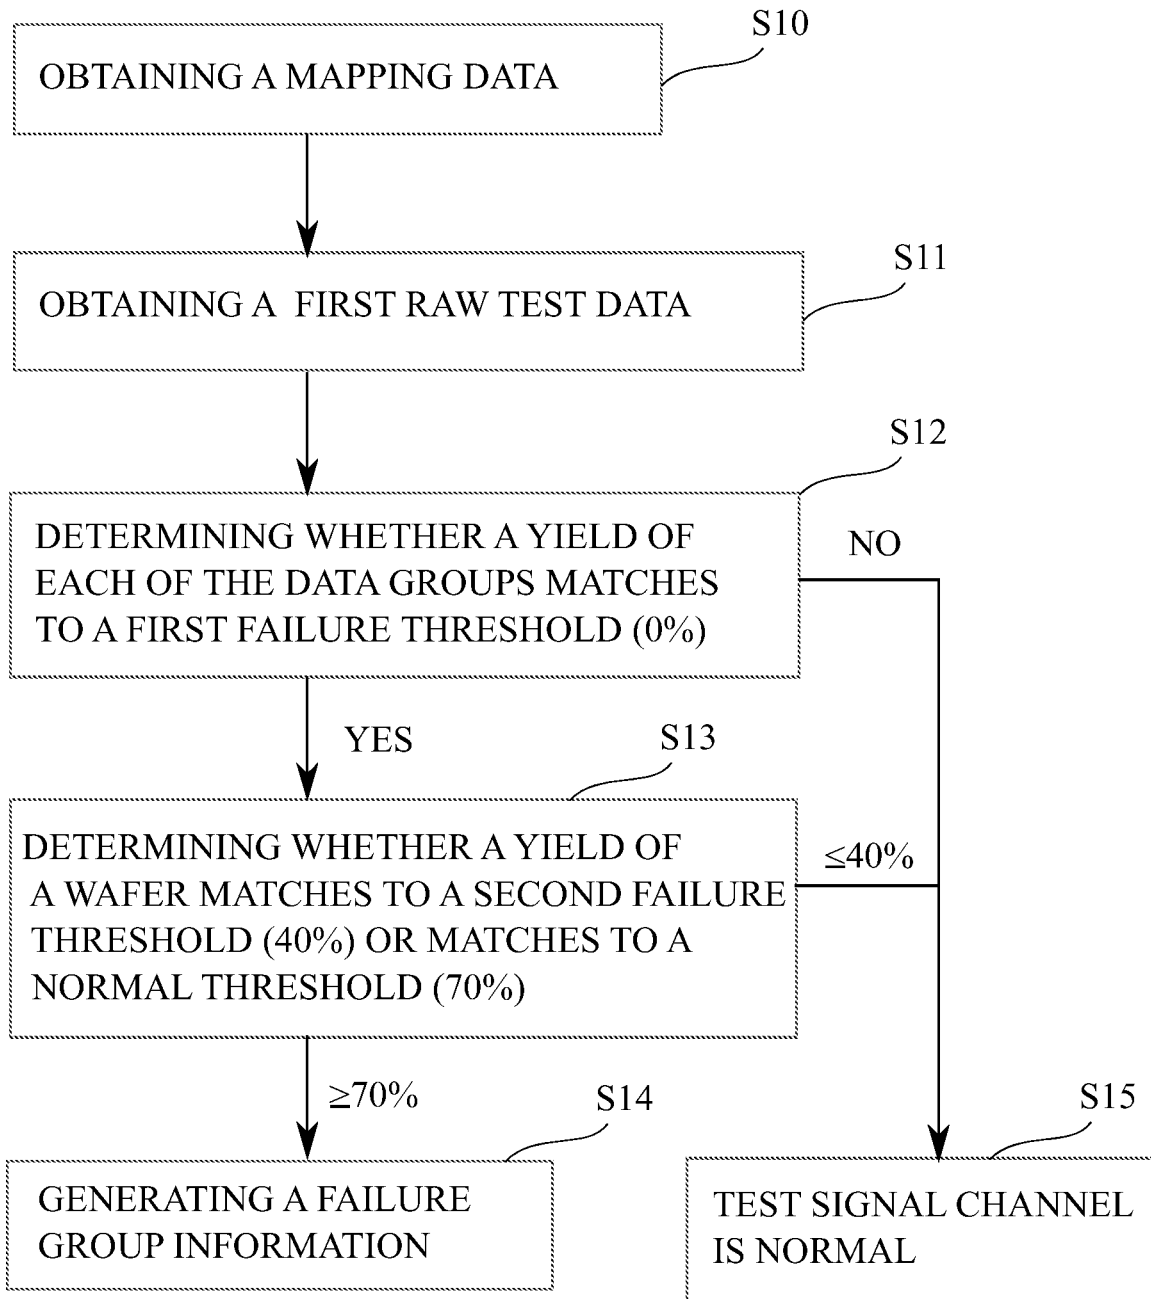 S10
OBTAINING A MAPPING DATA
S11
OBTAINING A FIRST RAW TEST DATA
S12
DETERMINING WHETHER A YIELD OF
EACH OF THE DATA GROUPS MATCHES
TO A FIRST FAILURE THRESHOLD (0%)
NO
YES
S13
DETERMINING WHETHER A YIELD OF
A WAFER MATCHES TO A SECOND FAILURE
THRESHOLD (40%) OR MATCHES TO A
NORMAL THRESHOLD (70%)
≤40%
≥70%
S14
GENERATING A FAILURE
GROUP INFORMATION
S15
TEST SIGNAL CHANNEL
IS NORMAL